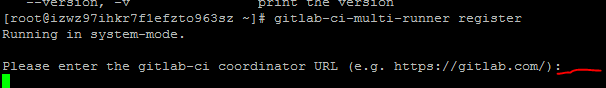 --version, -v print the version
[root@izwz97ihkr7f1efzto963sz ~]# gitlab-ci-multi-runner register
Running in system-mode.
Please enter the gitlab-ci coordinator URL (e.g. https://gitlab.com/):